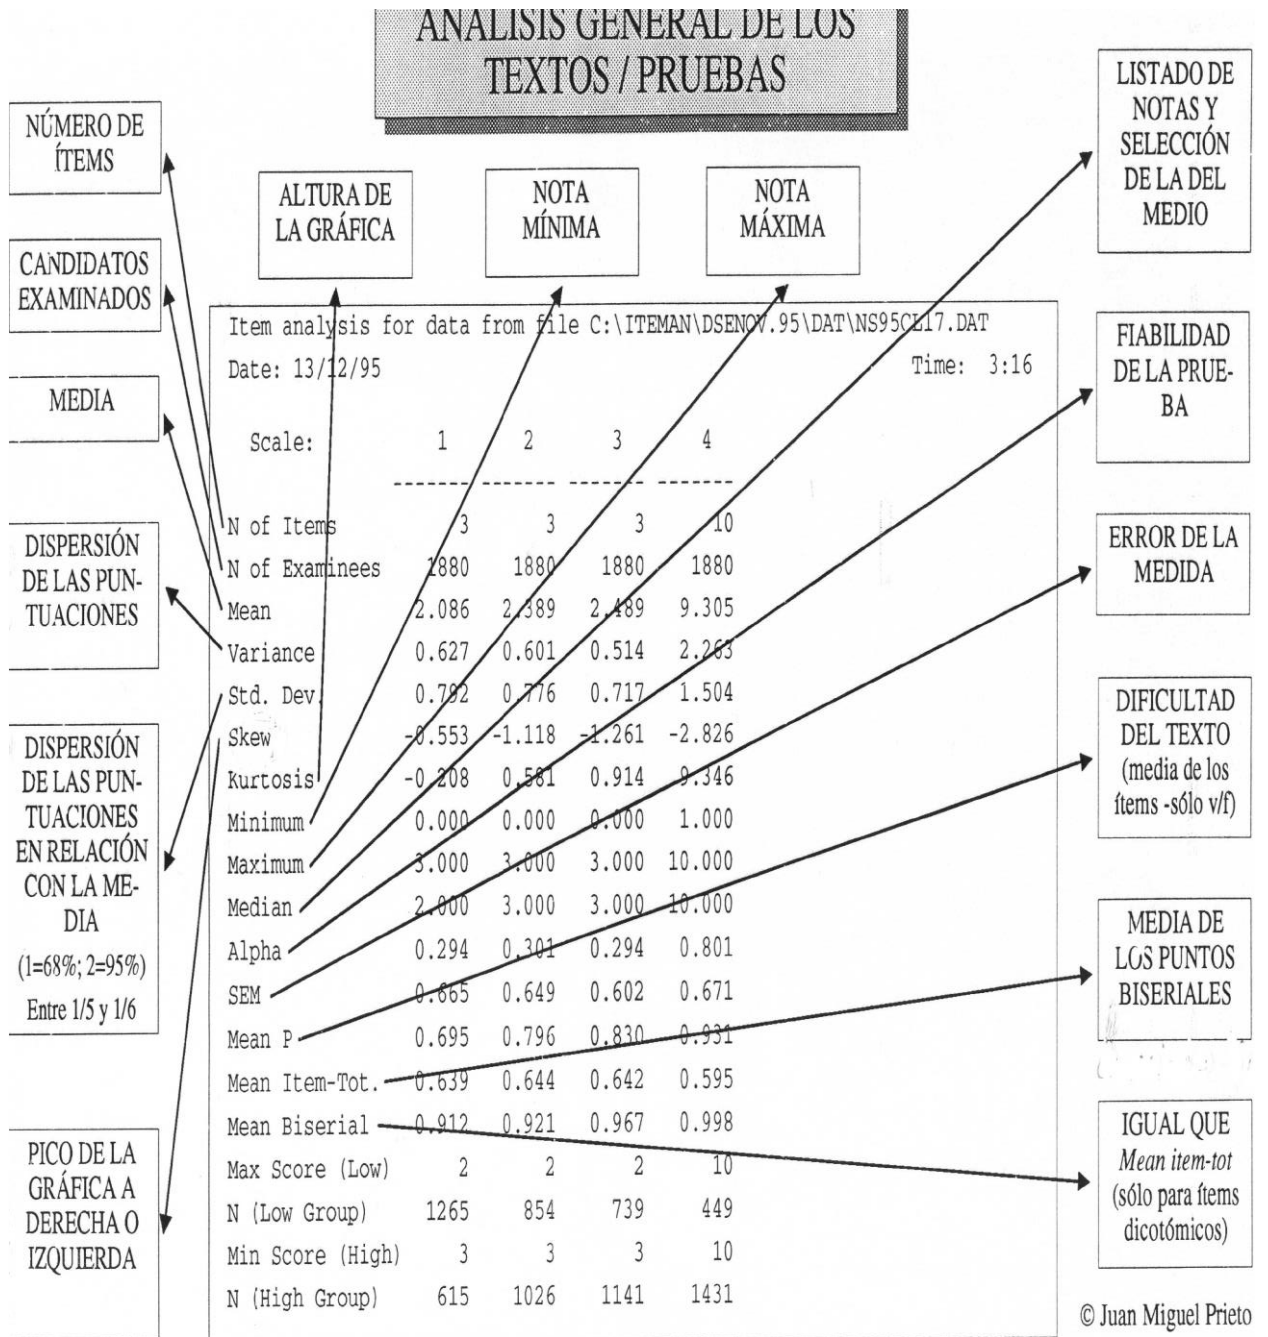 ANÁLISIS GENERAL DE LOS
TEXTOS / PRUEBAS
NÚMERO DE
ÍTEMS
CANDIDATOS
EXAMINADOS
MEDIA
DISPERSIÓN
DE LAS PUN-
TUACIONES
DISPERSIÓN
DE LAS PUN-
TUACIONES
EN RELACIÓN
CON LA ME-
DIA
(1=68%; 2=95%)
Entre 1/5 y 1/6
PICO DE LA
GRÁFICA A
DERECHA O
IZQUIERDA
ALTURA DE
LA GRÁFICA
NOTA
MÍNIMA
NOTA
MÁXIMA
Item analysis for data from file C:\ITEMAN\DSENOV.95\DAT\NS95CL17.DAT
Date: 13/12/95 Time: 3:16
Scale: 1 2 3 4
------- ------- ------- -------
N of Items 3 3 3 10
N of Examinees 1880 1880 1880 1880
Mean 2.086 2.389 2.489 9.305
Variance 0.627 0.601 0.514 2.263
Std. Dev. 0.792 0.776 0.717 1.504
Skew -0.553 -1.118 -1.261 -2.826
Kurtosis -0.208 0.581 0.914 9.346
Minimum 0.000 0.000 0.000 1.000
Maximum 3.000 3.000 3.000 10.000
Median 2.000 3.000 3.000 10.000
Alpha 0.294 0.301 0.294 0.801
SEM 0.665 0.649 0.602 0.671
Mean P 0.695 0.796 0.830 0.931
Mean Item-Tot. 0.639 0.644 0.642 0.595
Mean Biserial 0.912 0.921 0.967 0.998
Max Score (Low) 2 2 2 10
N (Low Group) 1265 854 739 449
Min Score (High) 3 3 3 10
N (High Group) 615 1026 1141 1431
LISTADO DE
NOTAS Y
SELECCIÓN
DE LA DEL
MEDIO
FIABILIDAD
DE LA PRUE-
BA
ERROR DE LA
MEDIDA
DIFICULTAD
DEL TEXTO
(media de los
ítems -sólo v/f)
MEDIA DE
LOS PUNTOS
BISERIALES
IGUAL QUE
Mean item-tot
(sólo para ítems
dicotómicos)
© Juan Miguel Prieto